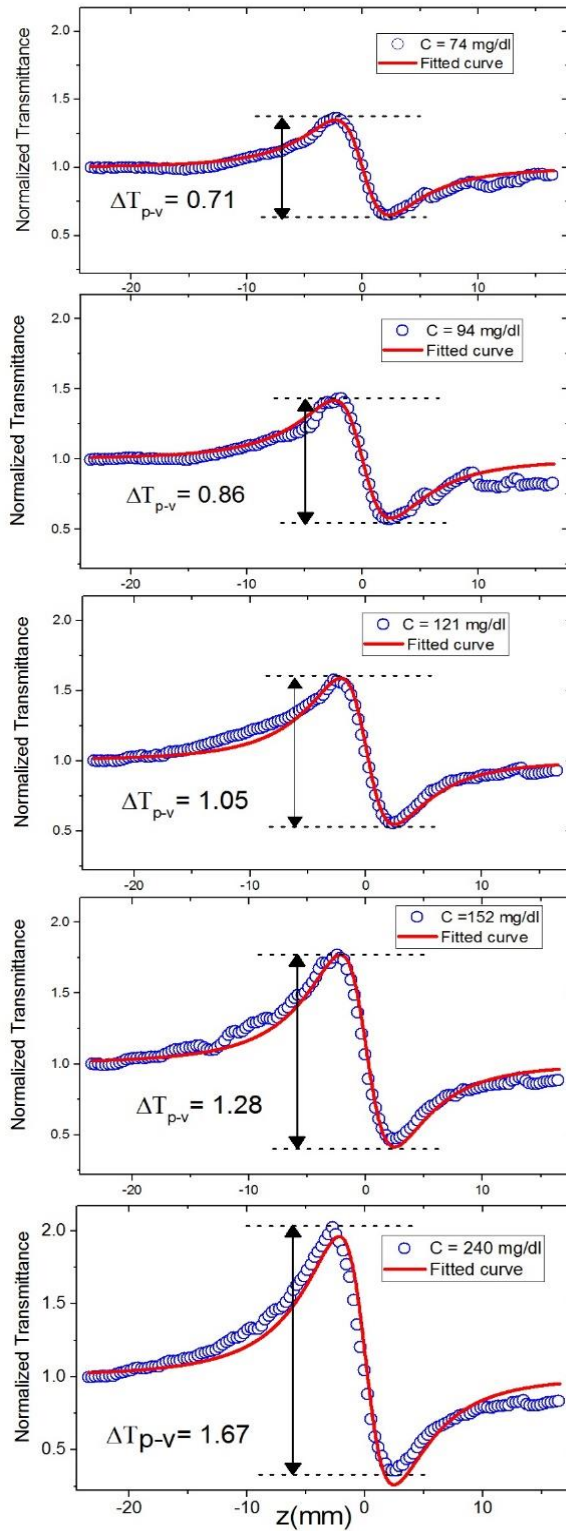 Normalized Transmittance
2.0
1.5
1.0
0.5
C = 74 mg/dl
Fitted curve
ΔTp-v = 0.71
-20
-10
0
10
Normalized Transmittance
2.0
1.5
1.0
0.5
C = 94 mg/dl
Fitted curve
ΔTp-v = 0.86
-20
-10
0
10
Normalized Transmittance
2.0
1.5
1.0
0.5
C = 121 mg/dl
Fitted curve
ΔTp-v = 1.05
-20
-10
0
10
Normalized Transmittance
2.0
1.5
1.0
0.5
C =152 mg/dl
Fitted curve
ΔTp-v = 1.28
-20
-10
0
10
Normalized Transmittance
2.0
1.5
1.0
0.5
C = 240 mg/dl
Fitted curve
ΔTp-v = 1.67
-20
-10
0
10
z(mm)